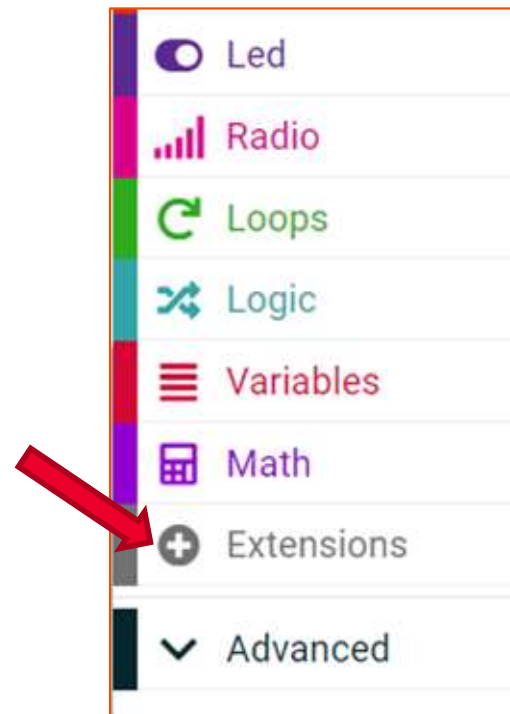 Led
Radio
Loops
Logic
Variables
Math
Extensions
Advanced